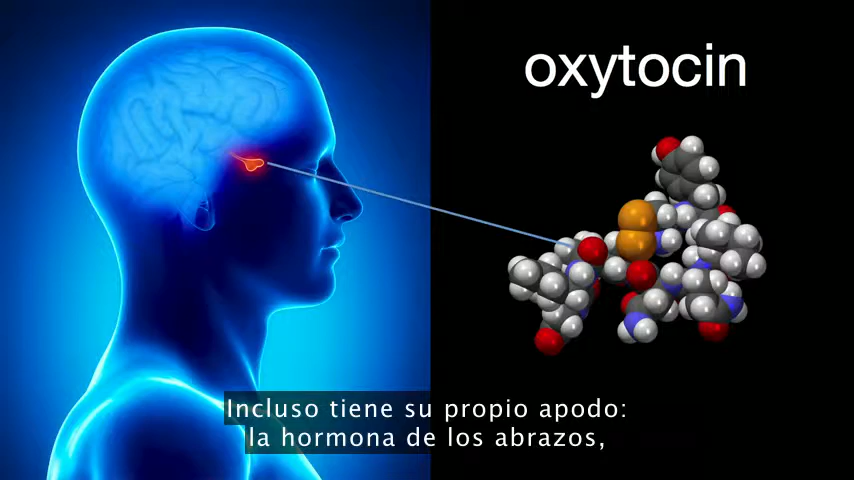 oxytocin
Incluso tiene su propio apodo:
la hormona de los abrazos,